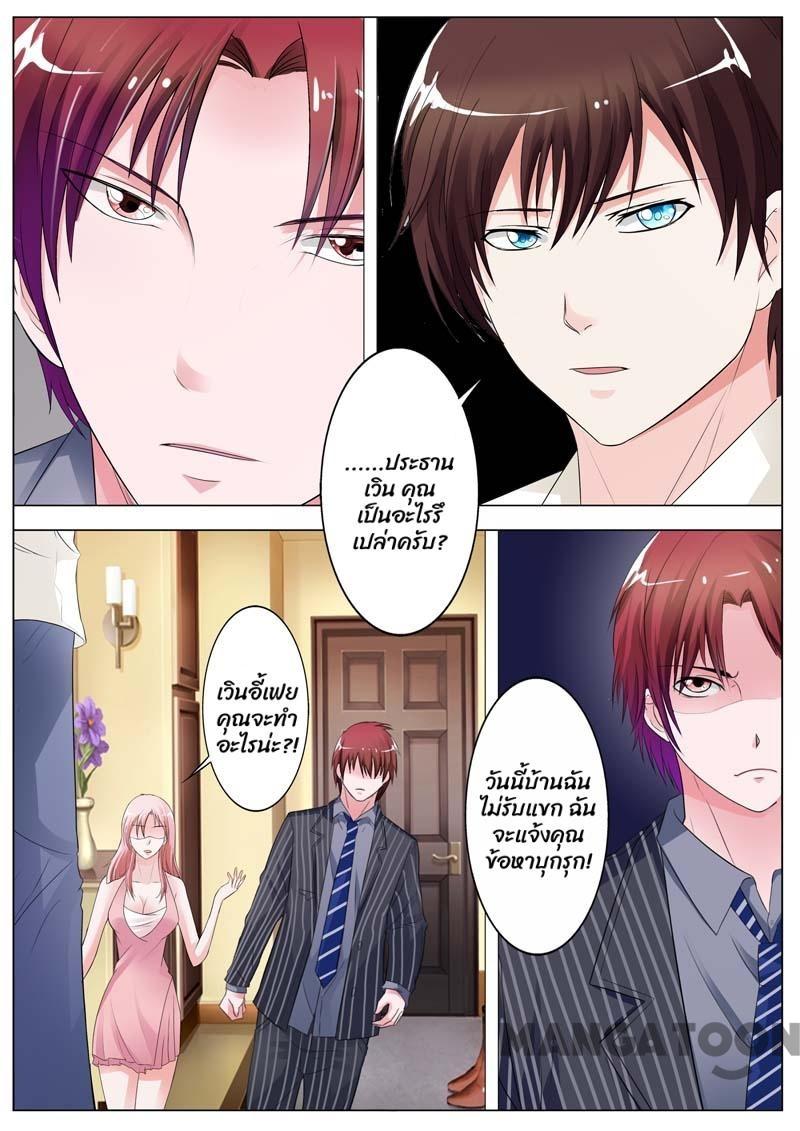 ......ประธาน
เวิน คุณ
เป็นอะไรรึ
เปล่าครับ?
เวินอี้เฟย
คุณจะทำ
อะไรน่ะ?!
วันนี้บ้านฉัน
ไม่รับแขก ฉัน
จะแจ้งคุณ
ข้อหาบุกรุก!
MANGATOON